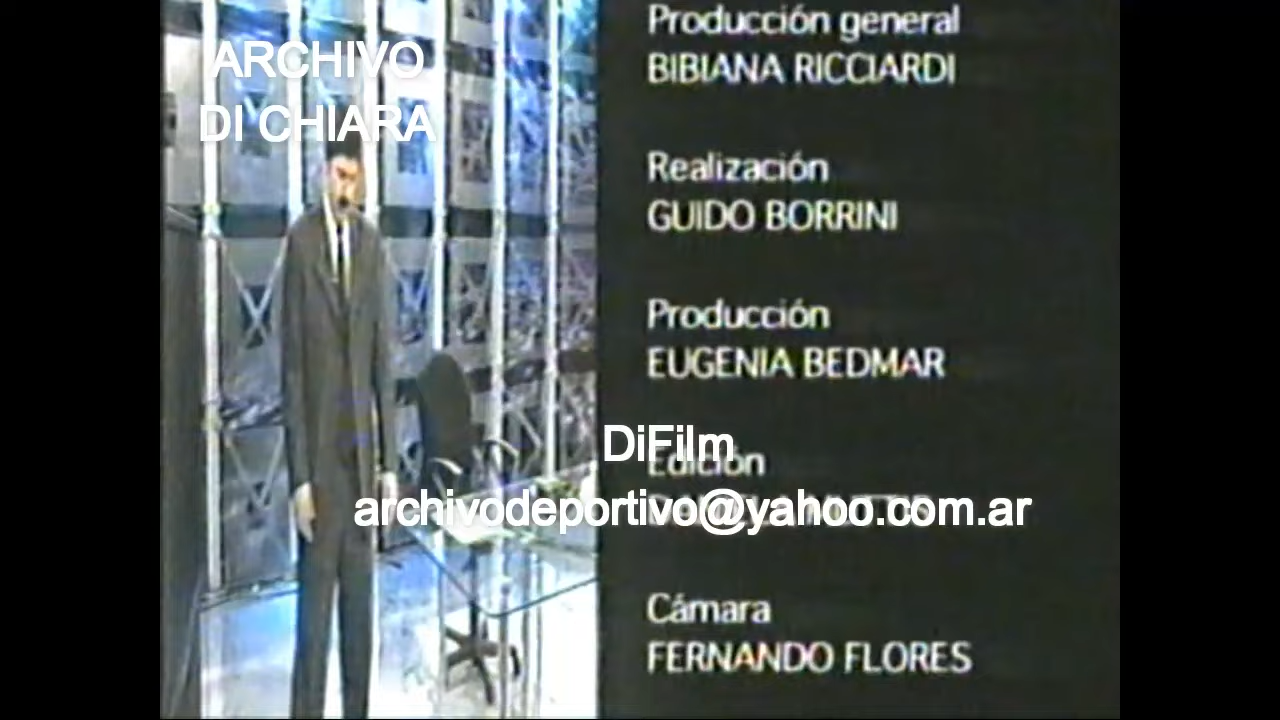 ARCHIVO
DI CHIARA
Producción general
BIBIANA RICCIARDI
Realización
GUIDO BORRINI
Producción
EUGENIA BEDMAR
DiFilm
Edición
archivodeportivo@yahoo.com.ar
Cámara
FERNANDO FLORES